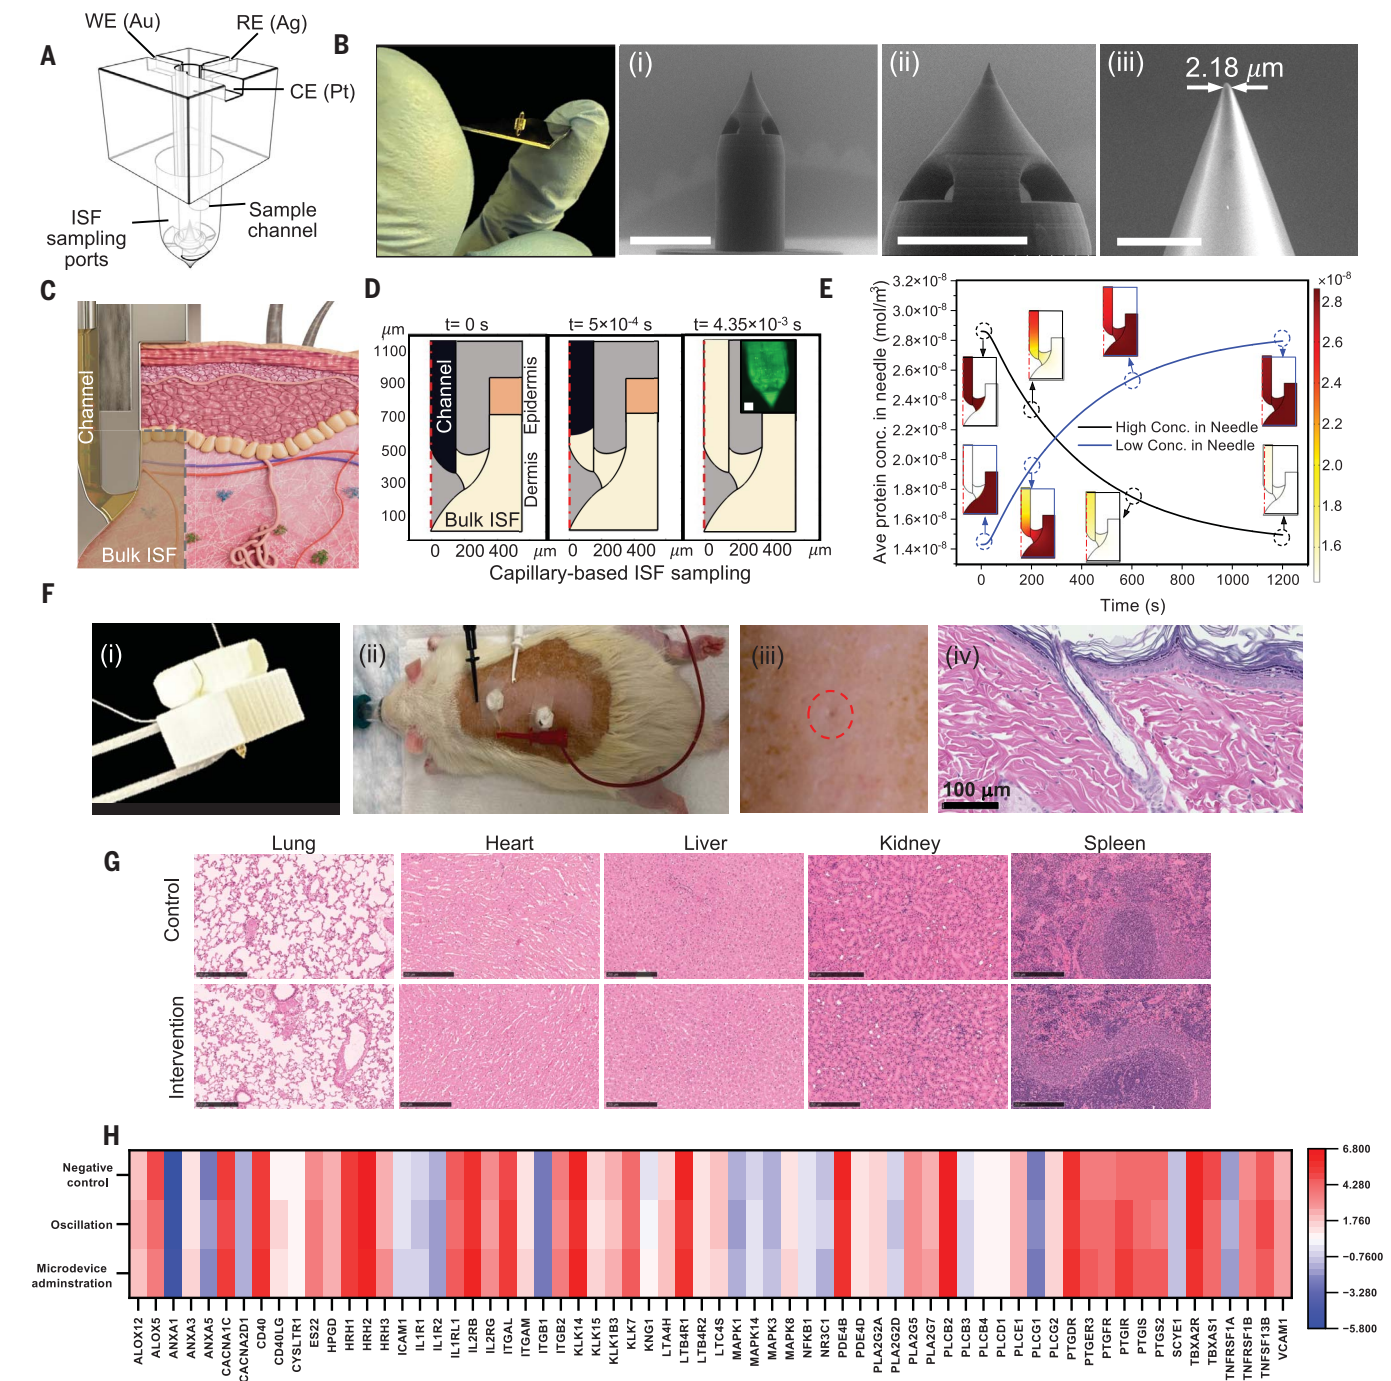 A
WE (Au)
RE (Ag)
CE (Pt)
ISF
sampling
ports
Sample
channel
B
(i)
(ii)
(iii)
2.18 μm
C
Channel
Bulk ISF
D
μm
t= 0 s
t= 5×10⁻⁴ s
t= 4.35×10⁻³ s
1100
900
700
500
300
100
Channel
Epidermis
Dermis
Bulk ISF
0 200 400 μm 0 200 400 μm 0 200 400 μm
Capillary-based ISF sampling
E
Ave protein conc. in needle (mol/m³)
3.2×10⁻⁸
3.0×10⁻⁸
2.8×10⁻⁸
2.6×10⁻⁸
2.4×10⁻⁸
2.2×10⁻⁸
2.0×10⁻⁸
1.8×10⁻⁸
1.6×10⁻⁸
1.4×10⁻⁸
High Conc. in Needle
Low Conc. in Needle
0 200 400 600 800 1000 1200
Time (s)
×10⁻⁸
2.8
2.6
2.4
2.2
2.0
1.8
1.6
F
(i)
(ii)
(iii)
(iv)
100 μm
G
Lung Heart Liver Kidney Spleen
Control
Intervention
H
Negative
control
Oscillation
Microdevice
adminstration
ALOX12
ALOX5
ANXA1
ANXA3
ANXA5
CACNA1C
CACNA2D1
CD40
CD40LG
CYSLTR1
ES22
HPGD
HRH1
HRH2
HRH3
ICAM1
IL1R1
IL1R2
IL1RL1
IL2RB
IL2RG
ITGAL
ITGAM
ITGB1
ITGB2
KLK14
KLK15
KLK1B3
KLK7
KNG1
LTA4H
LTB4R1
LTB4R2
LTC4S
MAPK1
MAPK14
MAPK3
MAPK8
NFKB1
NR3C1
PDE4B
PDE4D
PLA2G2A
PLA2G2D
PLA2G5
PLA2G7
PLCB2
PLCB3
PLCB4
PLCD1
PLCE1
PLCG1
PLCG2
PTGDR
PTGER3
PTGFR
PTGIR
PTGIS
PTGS2
SCYE1
TBXA2R
TBXAS1
TNFRSF1A
TNFRSF1B
TNFSF13B
VCAM1
6.800
4.280
1.760
-0.7600
-3.280
-5.800